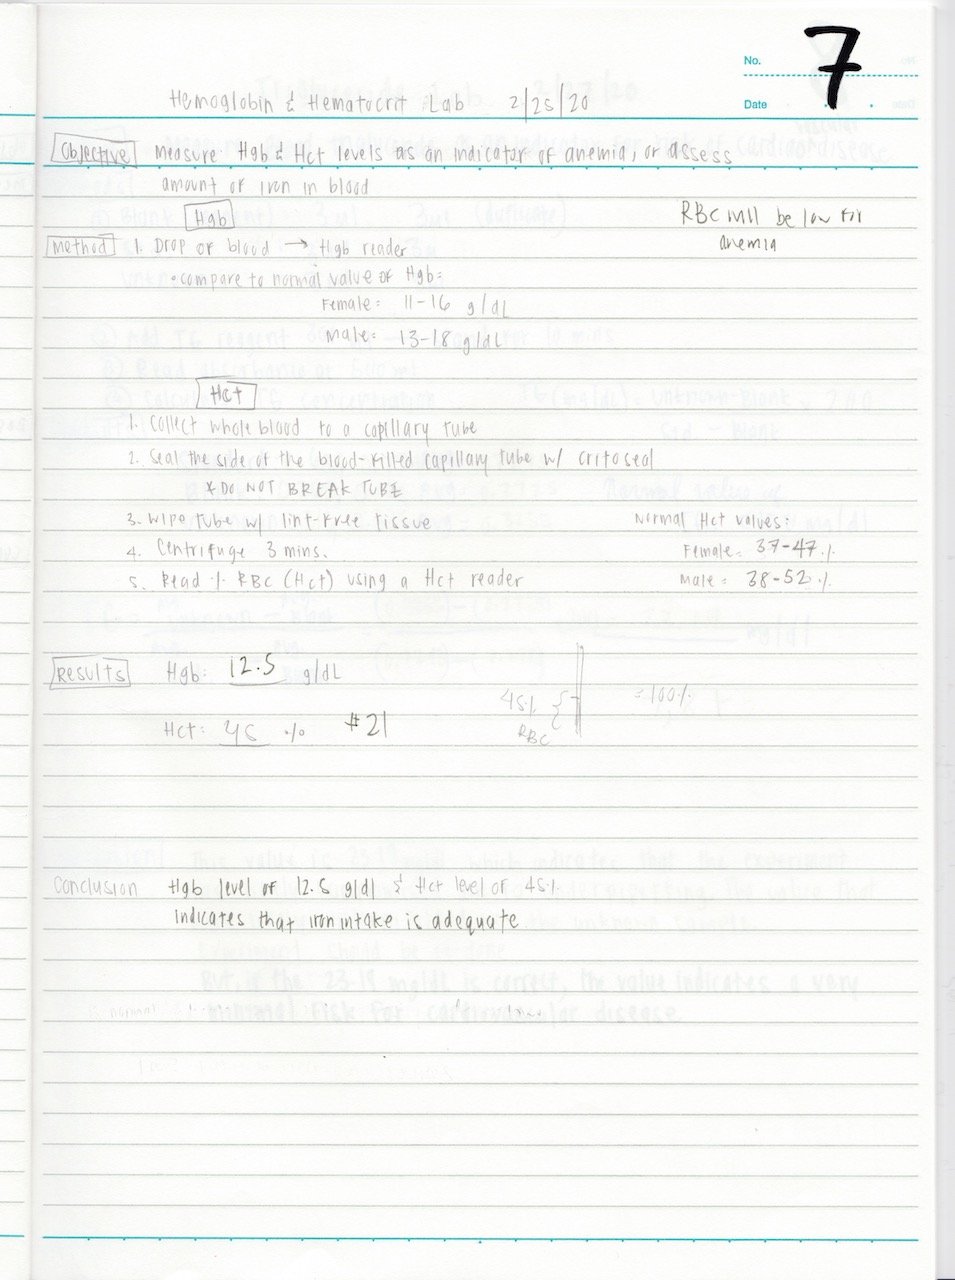 No. 7
Date
Hemoglobin & Hematocrit Lab 2/25/20
Objective measure Hgb & Hct levels as an indicator of anemia, or assess
amount of iron in blood
Hgb
RBC will be low for
anemia
Method 1. Drop of blood → Hgb reader
• compare to normal value of Hgb:
Female = 11-16 g/dL
Male = 13-18 g/dL
Hct
1. Collect whole blood to a capillary tube
2. Seal the side of the blood-filled capillary tube w/ critoseal
* DO NOT BREAK TUBE
3. Wipe tube w/ lint-free tissue
4. Centrifuge 3 mins.
5. Read % RBC (Hct) using a Hct reader
Normal Hct values:
Female = 37-47 %
Male = 38-52 %
Results Hgb: 12.5 g/dL
Hct: 45 % #21
45%
RBC
= 100%
Conclusion Hgb level of 12.5 g/dl & Hct level of 45%
indicates that iron intake is adequate.